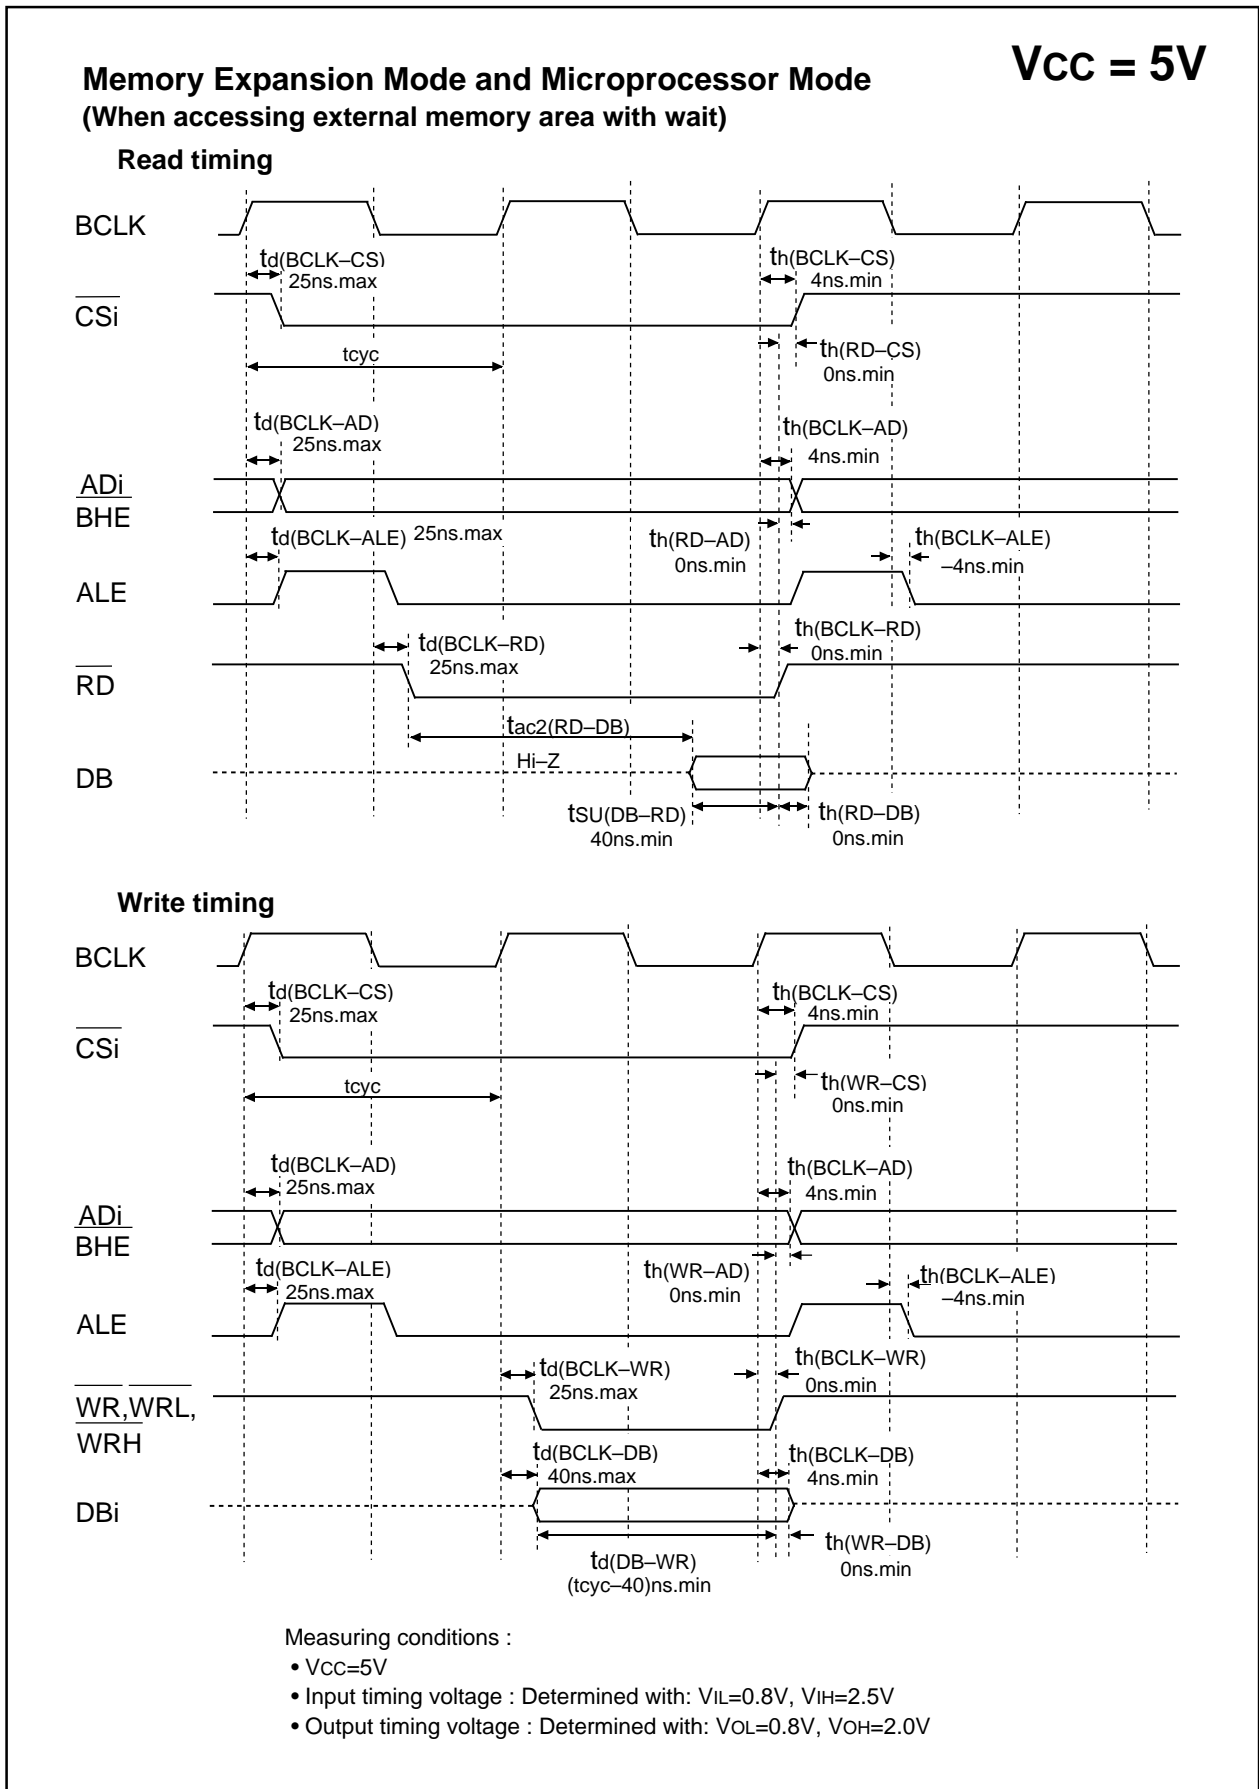 VCC = 5V
Memory Expansion Mode and Microprocessor Mode
(When accessing external memory area with wait)
Read timing
BCLK
td(BCLK–CS)
25ns.max
th(BCLK–CS)
4ns.min
CSi
tcyc
th(RD–CS)
0ns.min
td(BCLK–AD)
25ns.max
th(BCLK–AD)
4ns.min
ADi
BHE
td(BCLK–ALE) 25ns.max
th(RD–AD)
0ns.min
th(BCLK–ALE)
–4ns.min
ALE
td(BCLK–RD)
25ns.max
th(BCLK–RD)
0ns.min
RD
tac2(RD–DB)
Hi–Z
DB
tSU(DB–RD)
40ns.min
th(RD–DB)
0ns.min
Write timing
BCLK
td(BCLK–CS)
25ns.max
th(BCLK–CS)
4ns.min
CSi
tcyc
th(WR–CS)
0ns.min
td(BCLK–AD)
25ns.max
th(BCLK–AD)
4ns.min
ADi
BHE
td(BCLK–ALE)
25ns.max
th(WR–AD)
0ns.min
th(BCLK–ALE)
–4ns.min
ALE
td(BCLK–WR)
25ns.max
th(BCLK–WR)
0ns.min
WR,WRL,
WRH
td(BCLK–DB)
40ns.max
th(BCLK–DB)
4ns.min
DBi
td(DB–WR)
(tcyc–40)ns.min
th(WR–DB)
0ns.min
Measuring conditions :
• VCC=5V
• Input timing voltage : Determined with: VIL=0.8V, VIH=2.5V
• Output timing voltage : Determined with: VOL=0.8V, VOH=2.0V